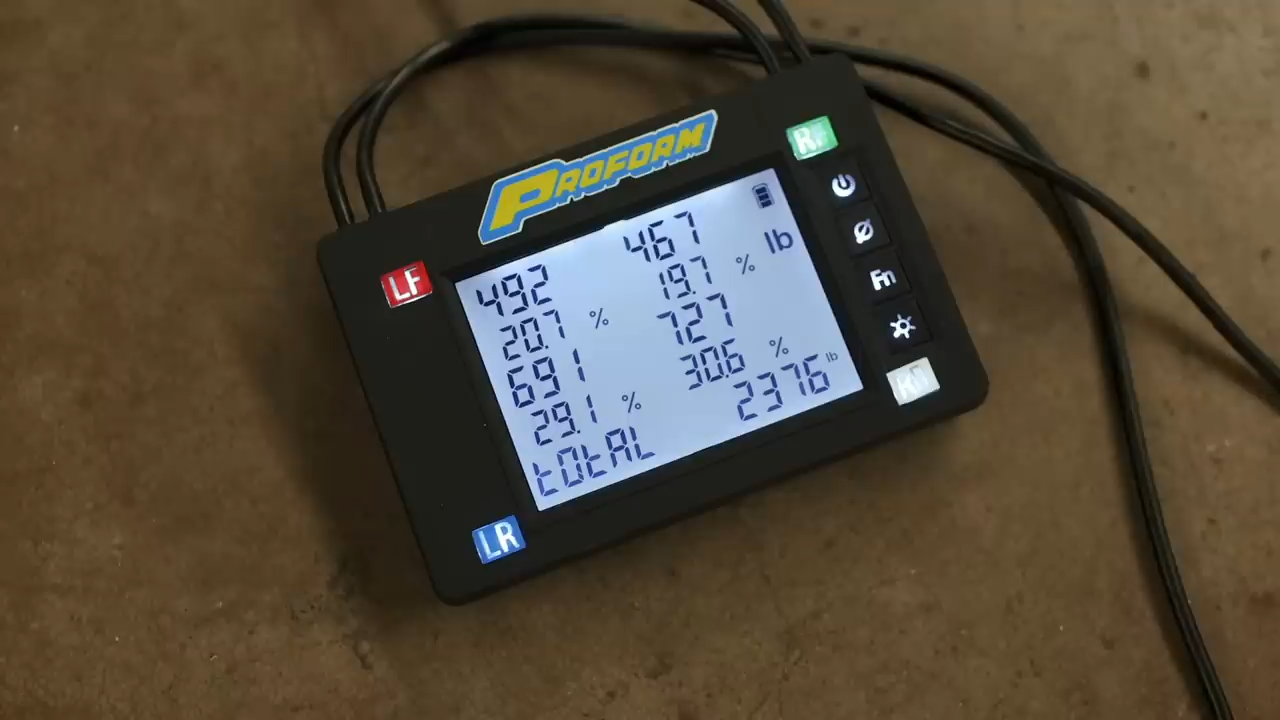 PROFORM
RF
LF
467
lb
492
19.7 %
20.7 %
727
Fn
691
30.6 %
29.1 %
2376 lb
totAL
LR